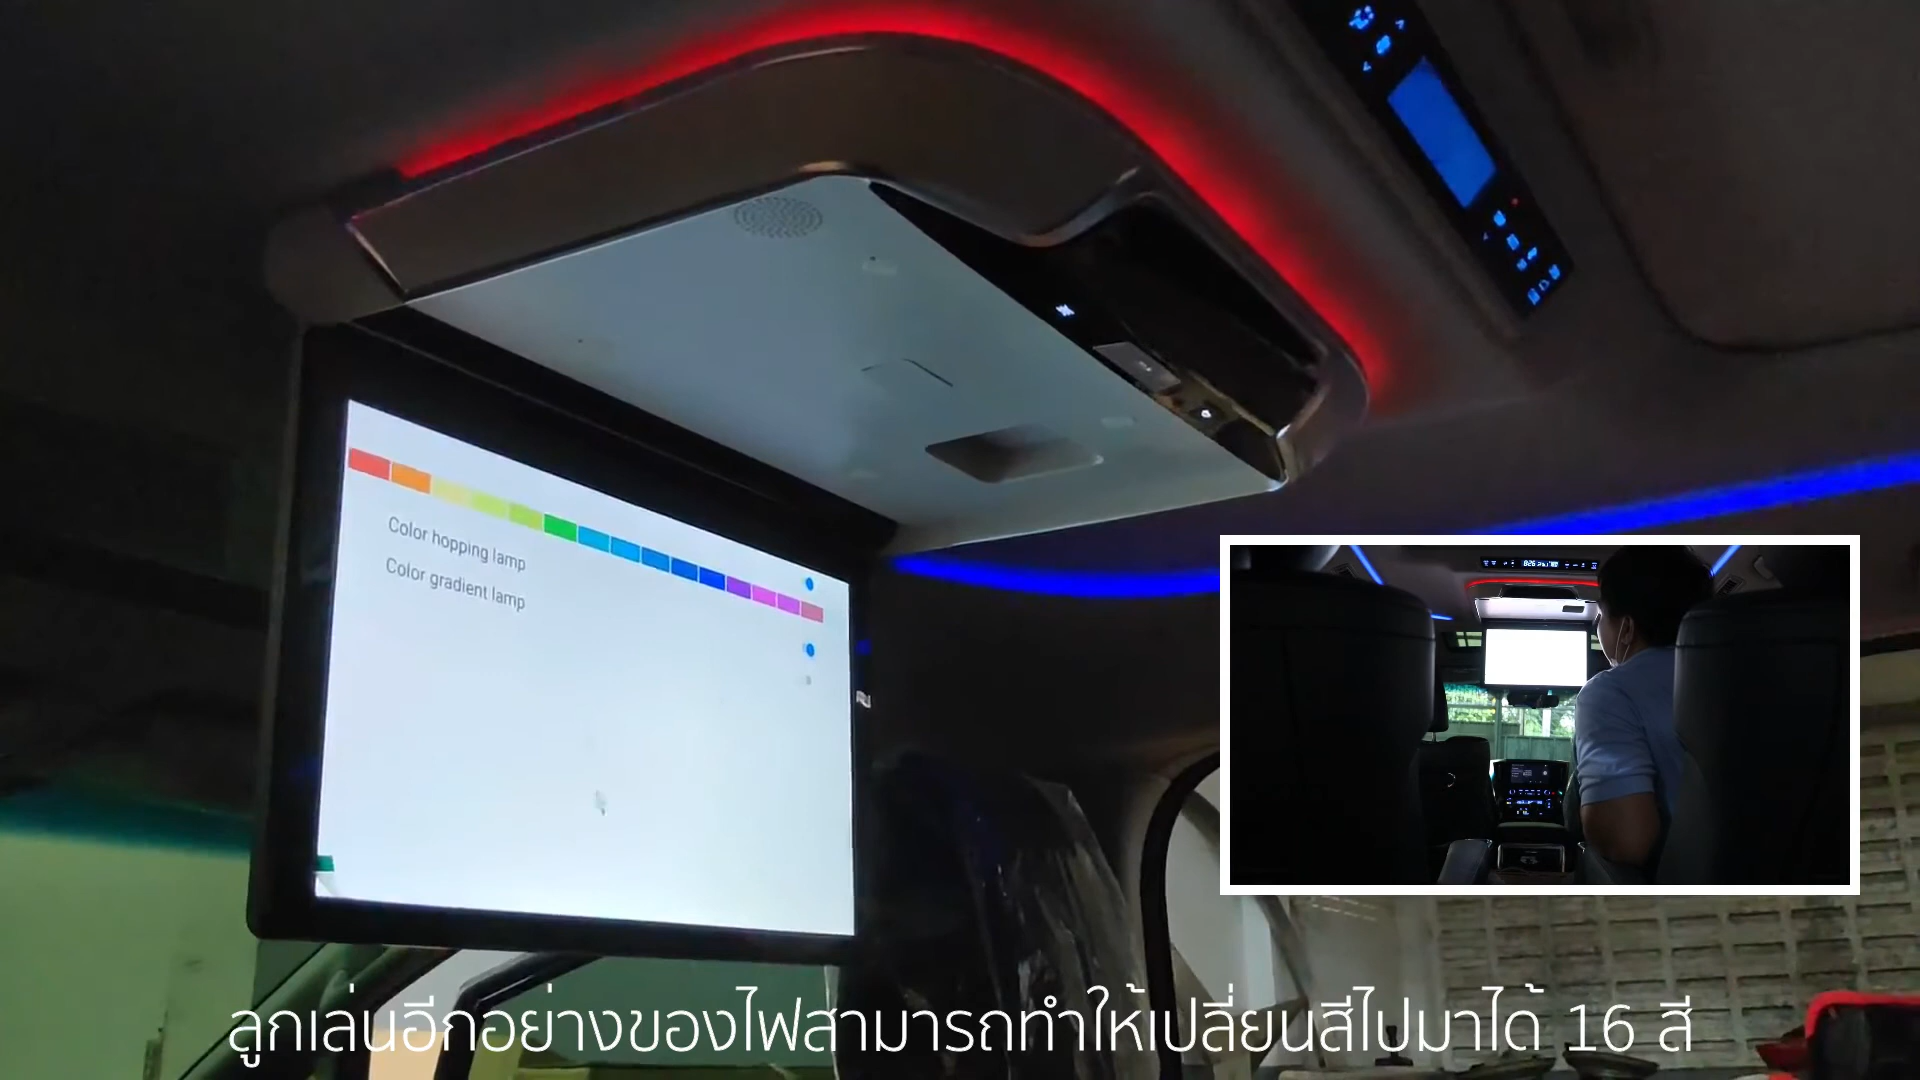 Color hopping lamp
Color gradient lamp
ลูกเล่นอีกอย่างของไฟสามารถทำให้เปลี่ยนสีไปมาได้ 16 สี